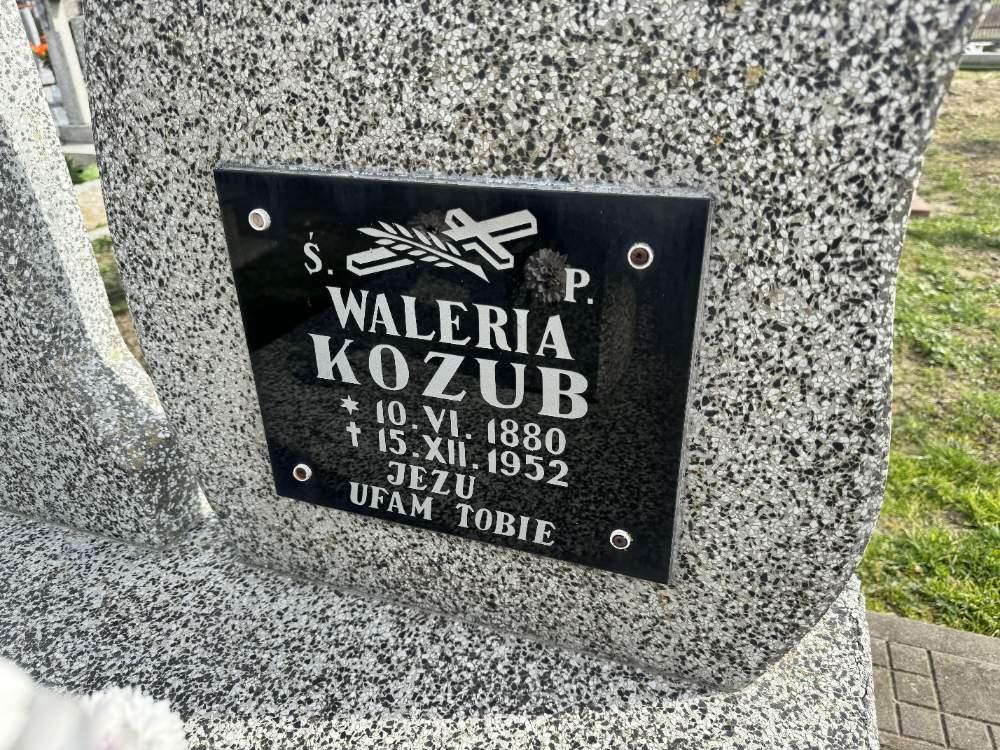 Ś. P.
WALERIA
KOZUB
* 10. VI. 1880
† 15. XII. 1952
JEZU
UFAM TOBIE